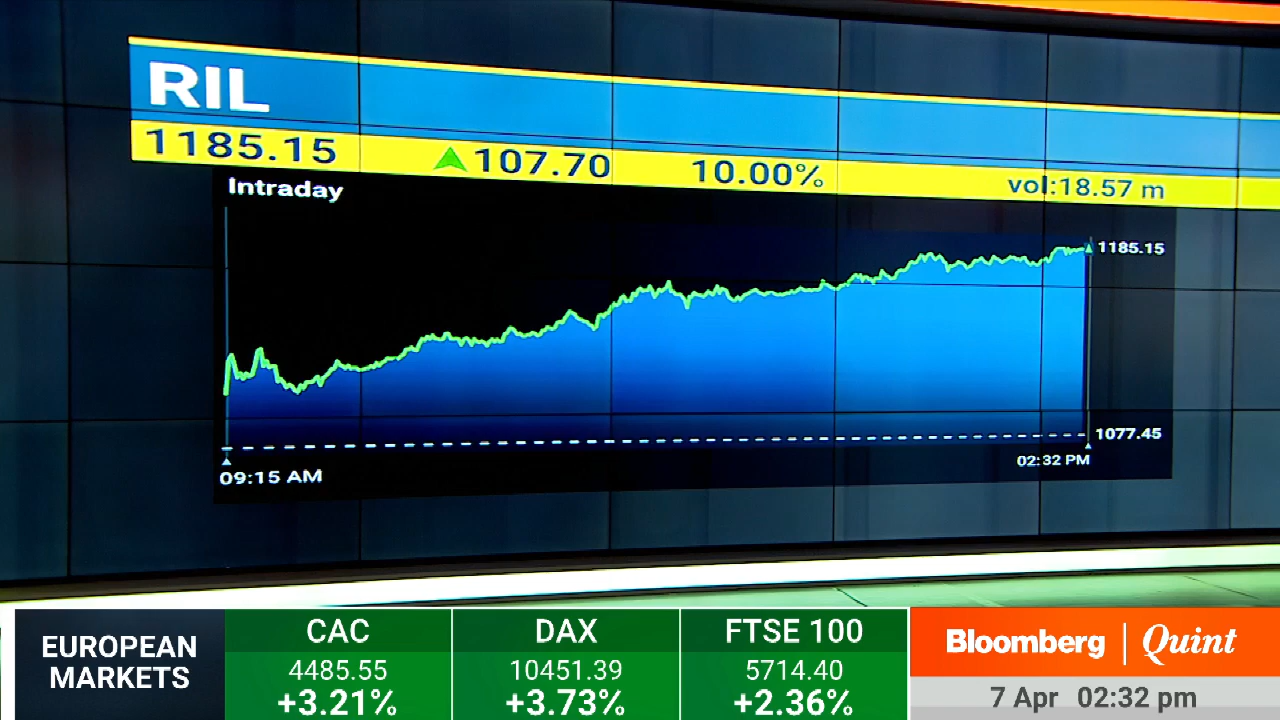 RIL
1185.15 ▲ 107.70 10.00% vol:18.57 m
Intraday
1185.15
1077.45
09:15 AM 02:32 PM
EUROPEAN MARKETS
CAC
4485.55
+3.21%
DAX
10451.39
+3.73%
FTSE 100
5714.40
+2.36%
Bloomberg | Quint
7 Apr 02:32 pm